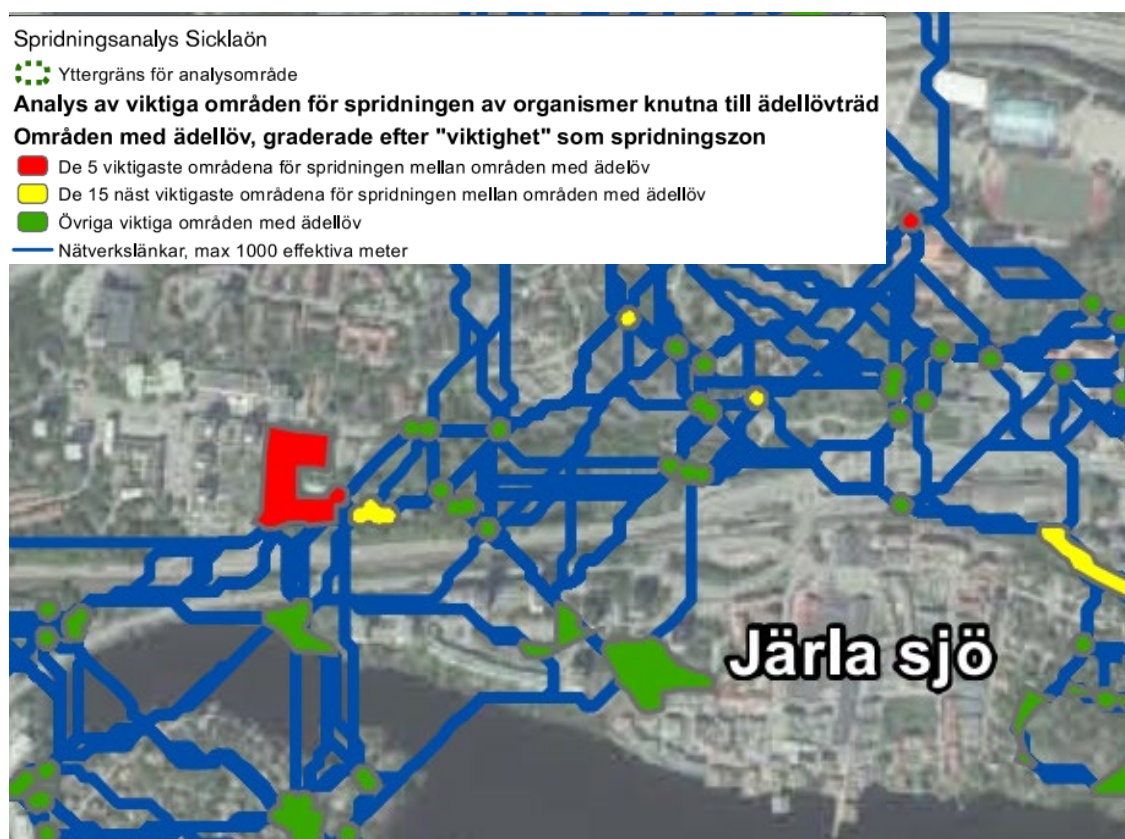 Spridningsanalys Sicklaön
Yttergräns för analysområde
Analys av viktiga områden för spridningen av organismer knutna till ädellövträd
Områden med ädellöv, graderade efter "viktighet" som spridningszon
De 5 viktigaste områdena för spridningen mellan områden med ädelöv
De 15 näst viktigaste områdena för spridningen mellan områden med ädellöv
Övriga viktiga områden med ädellöv
Nätverkslänkar, max 1000 effektiva meter
Järla sjö